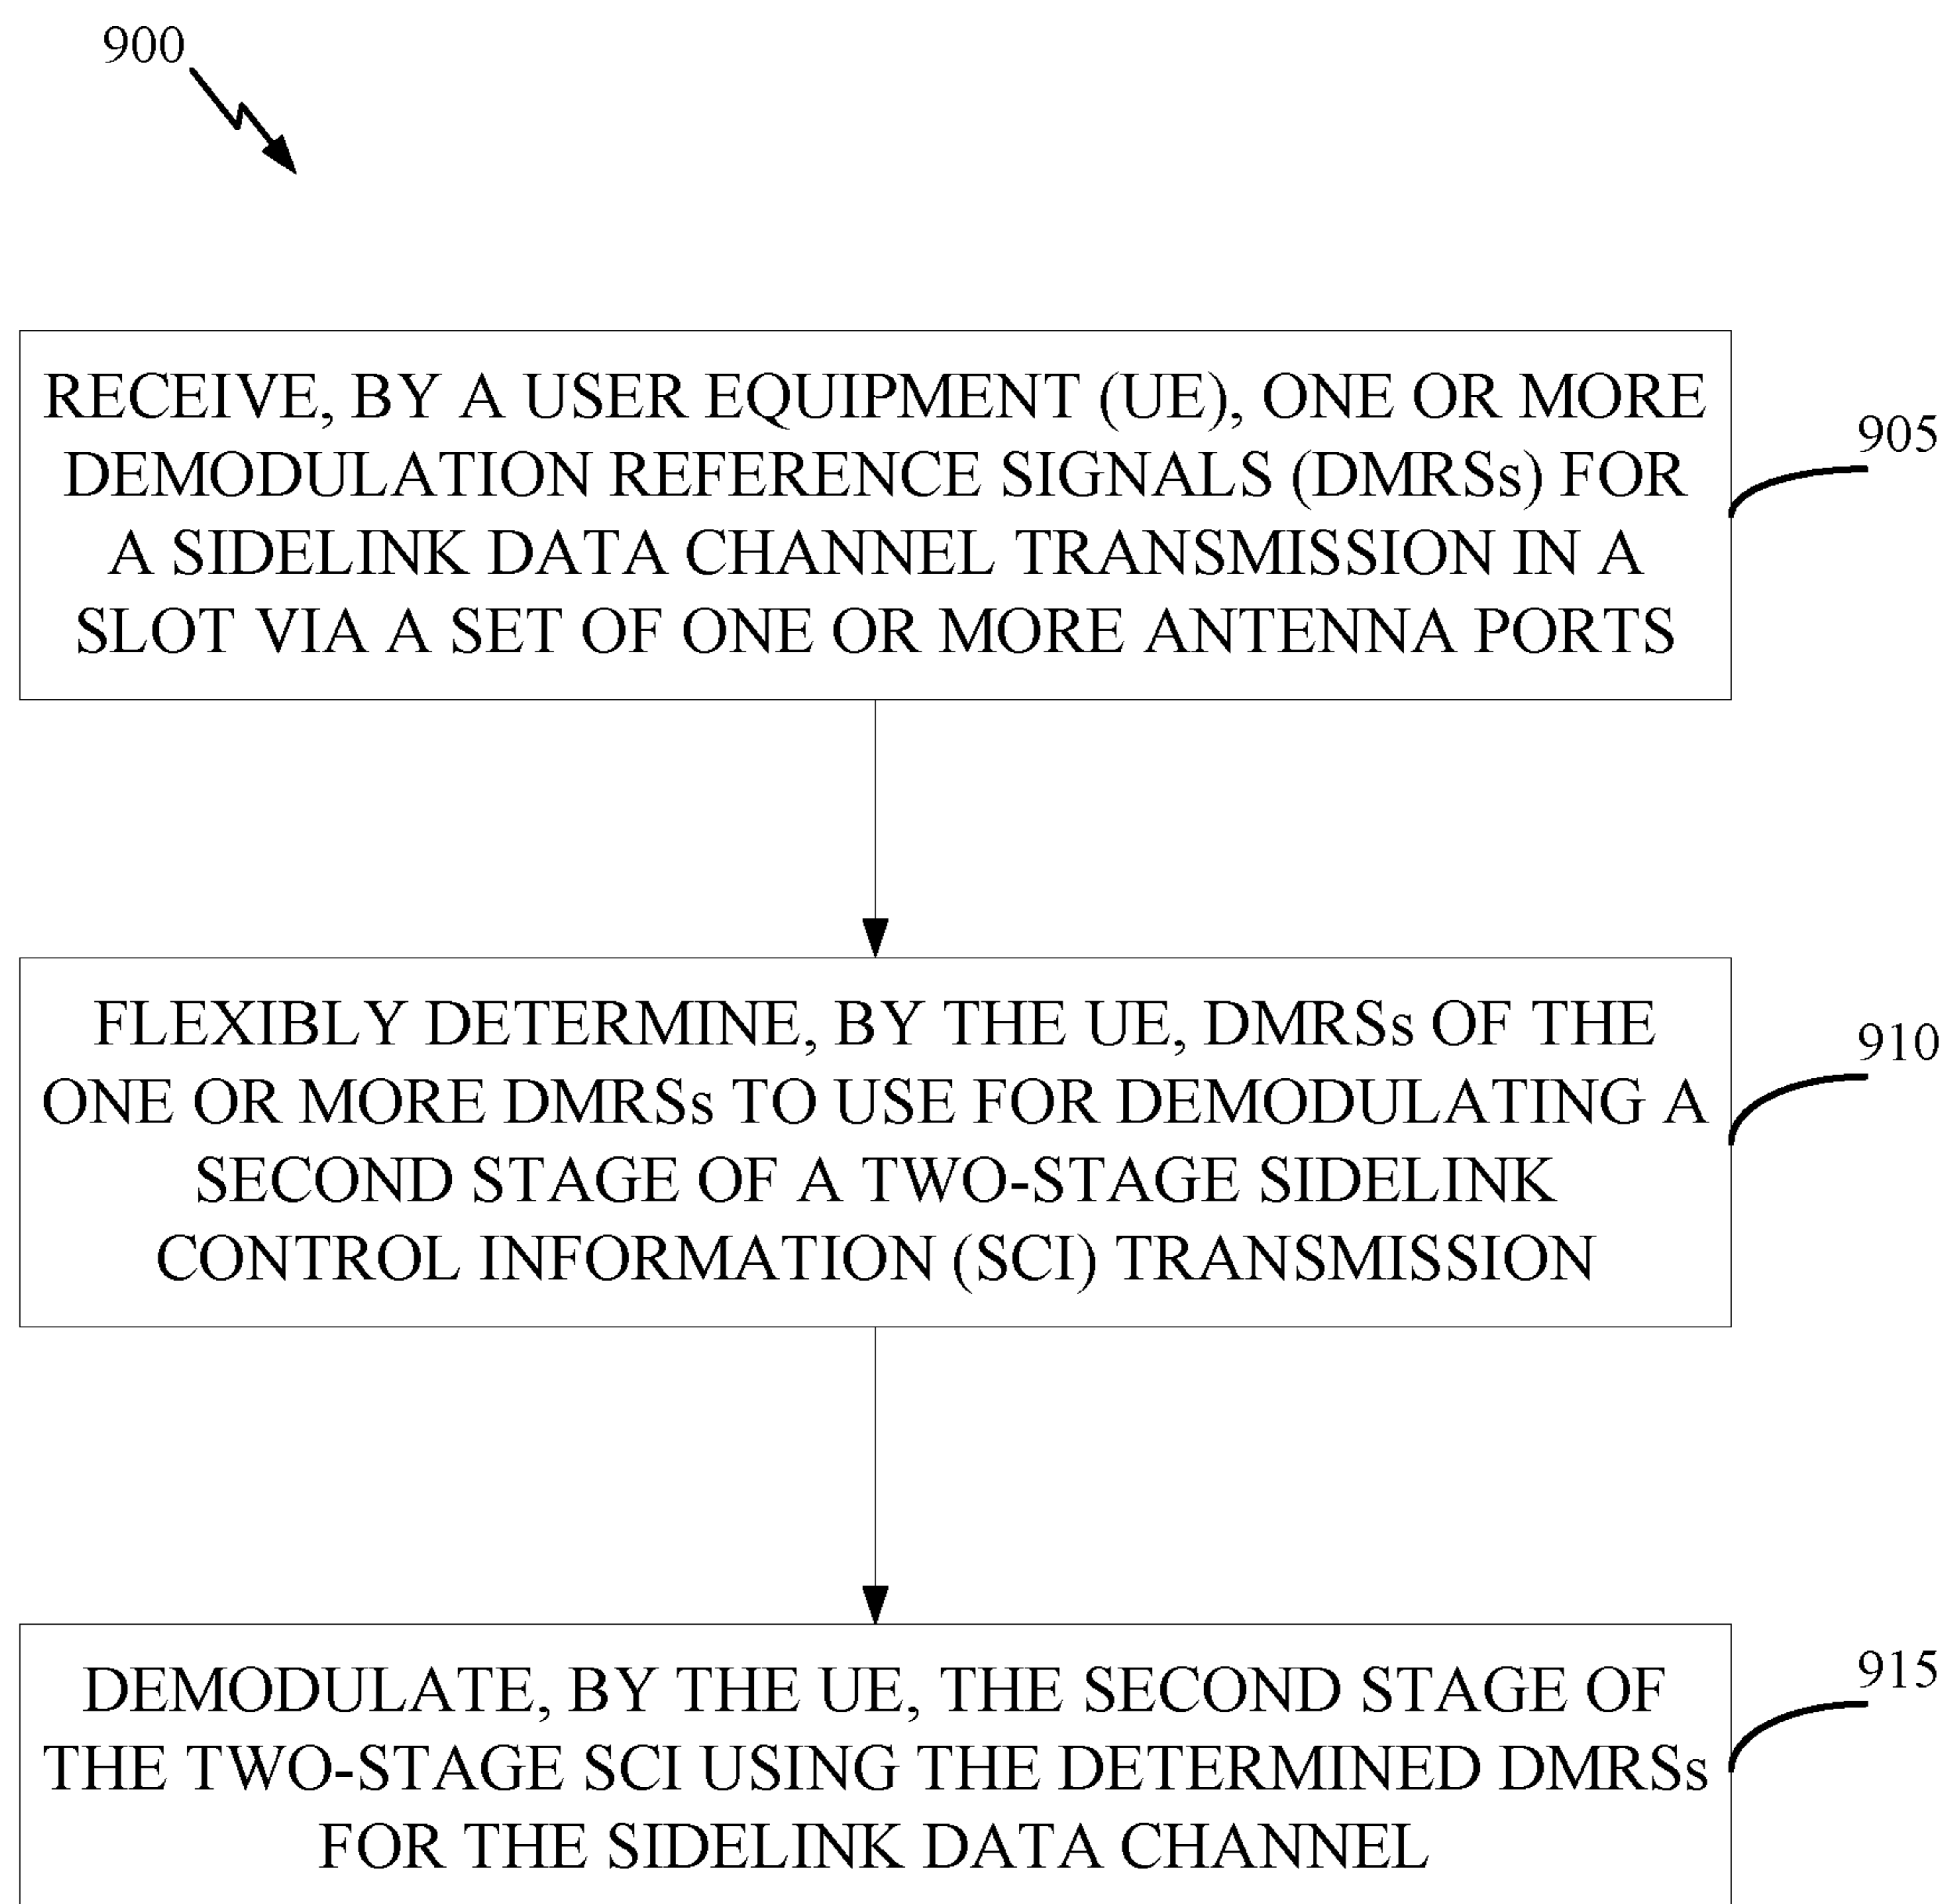 900
RECEIVE, BY A USER EQUIPMENT (UE), ONE OR MORE
DEMODULATION REFERENCE SIGNALS (DMRSs) FOR
A SIDELINK DATA CHANNEL TRANSMISSION IN A
SLOT VIA A SET OF ONE OR MORE ANTENNA PORTS
905
FLEXIBLY DETERMINE, BY THE UE, DMRSs OF THE
ONE OR MORE DMRSs TO USE FOR DEMODULATING A
SECOND STAGE OF A TWO-STAGE SIDELINK
CONTROL INFORMATION (SCI) TRANSMISSION
910
DEMODULATE, BY THE UE, THE SECOND STAGE OF
THE TWO-STAGE SCI USING THE DETERMINED DMRSs
FOR THE SIDELINK DATA CHANNEL
915